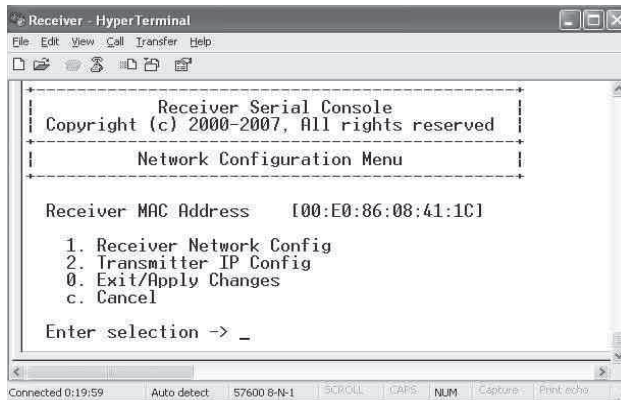 Receiver - HyperTerminal
File Edit View Call Transfer Help
Receiver Serial Console
Copyright (c) 2000-2007, All rights reserved
Network Configuration Menu
Receiver MAC Address [00:E0:86:08:41:1C]
1. Receiver Network Config
2. Transmitter IP Config
0. Exit/Apply Changes
c. Cancel
Enter selection -> _
Connected 0:19:59 Auto detect 57600 8-N-1 SCROLL CAPS NUM Capture Print echo